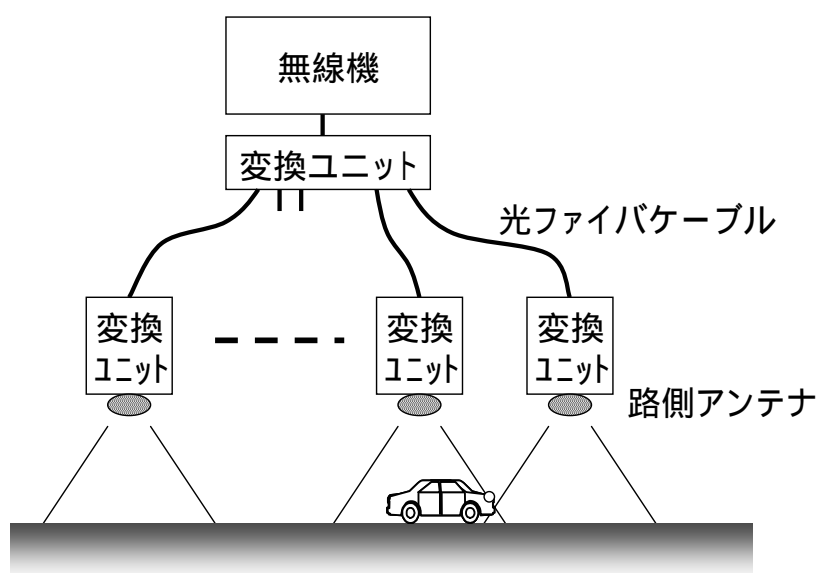 無線機
変換ユニット
光ファイバケーブル
変換
ユニット
変換
ユニット
変換
ユニット
路側アンテナ